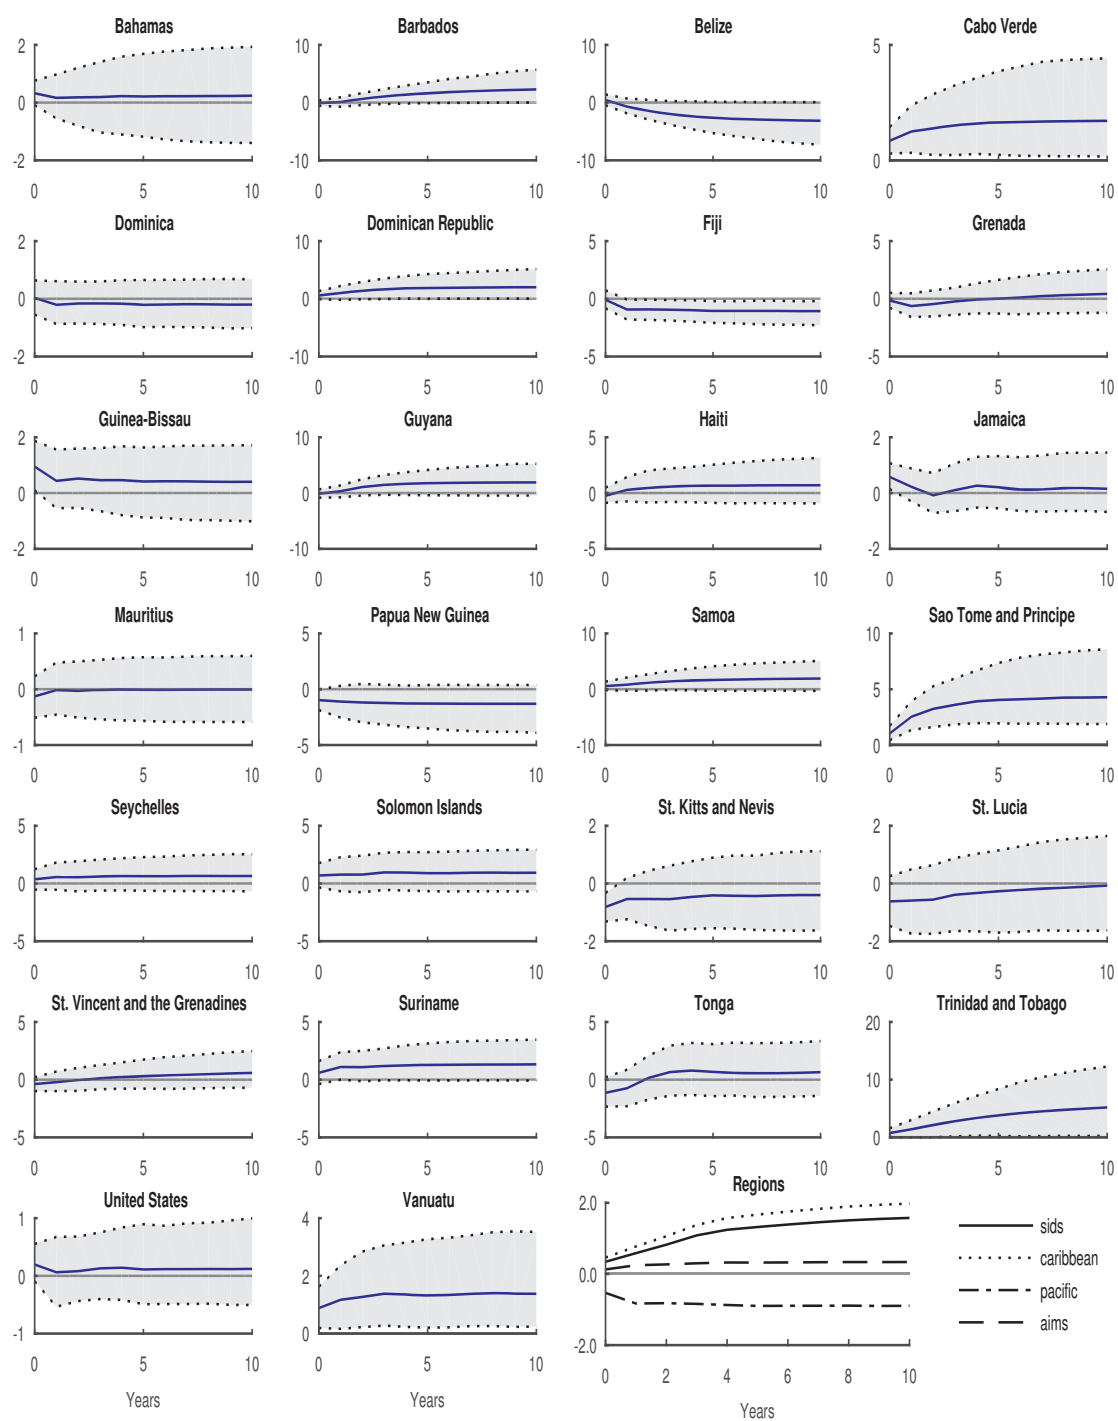 Bahamas Barbados Belize Cabo Verde
2 10 10 5
0 0 0
-2 -10 -10 0
0 5 10 0 5 10 0 5 10 0 5 10
Dominica Dominican Republic Fiji Grenada
2 10 5 5
0 0 0 0
-2 -10 -5 -5
0 5 10 0 5 10 0 5 10 0 5 10
Guinea-Bissau Guyana Haiti Jamaica
2 10 5 2
0 0 0 0
-2 -10 -5 -2
0 5 10 0 5 10 0 5 10 0 5 10
Mauritius Papua New Guinea Samoa Sao Tome and Principe
1 5 10 10
0 0 0 5
-1 -5 -10 0
0 5 10 0 5 10 0 5 10 0 5 10
Seychelles Solomon Islands St. Kitts and Nevis St. Lucia
5 5 2 2
0 0 0 0
-5 -5 -2 -2
0 5 10 0 5 10 0 5 10 0 5 10
St. Vincent and the Grenadines Suriname Tonga Trinidad and Tobago
5 5 5 20
0 0 0 10
-5 -5 -5 0
0 5 10 0 5 10 0 5 10 0 5 10
United States Vanuatu Regions
1 4 2.0
0 2 0.0
-1 0 -2.0
0 5 10 0 5 10 0 2 4 6 8 10
Years Years Years
sids
caribbean
pacific
aims